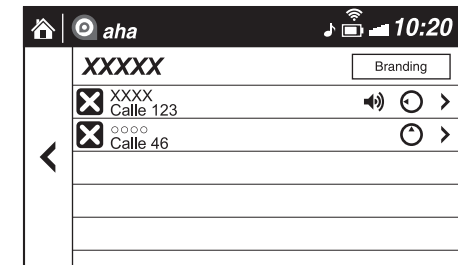 aha 10:20
XXXXX Branding
XXXX
Calle 123
○○○○
Calle 46